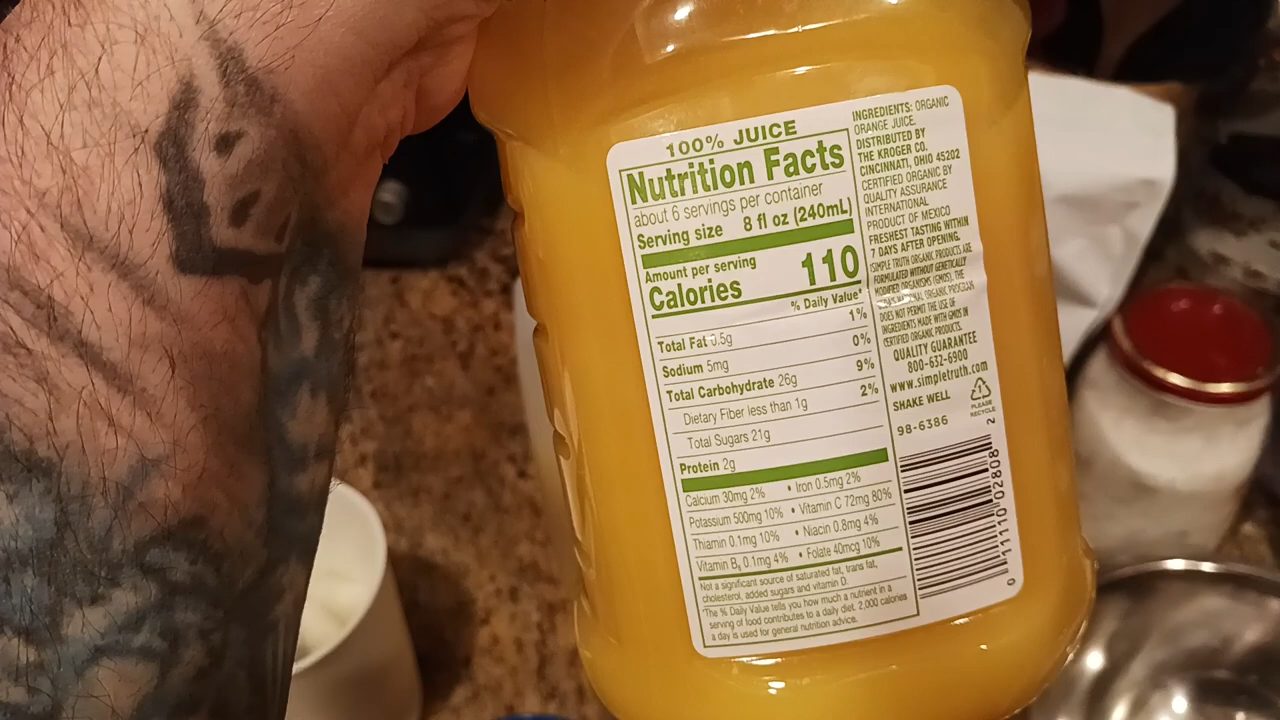 100% JUICE
Nutrition Facts
about 6 servings per container
Serving size 8 fl oz (240mL)
Amount per serving
Calories 110
% Daily Value*
Total Fat 0.5g 1%
Sodium 5mg 0%
Total Carbohydrate 26g 9%
Dietary Fiber less than 1g 2%
Total Sugars 21g
Protein 2g
Calcium 30mg 2% • Iron 0.5mg 2%
Potassium 500mg 10% • Vitamin C 72mg 80%
Thiamin 0.1mg 10% • Niacin 0.8mg 4%
Vitamin B₆ 0.1mg 4% • Folate 40mcg 10%
Not a significant source of saturated fat, trans fat,
cholesterol, added sugars and vitamin D.
*The % Daily Value tells you how much a nutrient in a
serving of food contributes to a daily diet. 2,000 calories
a day is used for general nutrition advice.
INGREDIENTS: ORGANIC
ORANGE JUICE.
DISTRIBUTED BY
THE KROGER CO.
CINCINNATI, OHIO 45202
CERTIFIED ORGANIC BY
QUALITY ASSURANCE
INTERNATIONAL
PRODUCT OF MEXICO
FRESHEST TASTING WITHIN
7 DAYS AFTER OPENING.
SIMPLE TRUTH ORGANIC PRODUCTS ARE
FORMULATED WITHOUT GENETICALLY
MODIFIED ORGANISMS (GMOS). THE
NATIONAL ORGANIC PROGRAM
DOES NOT PERMIT THE USE OF
INGREDIENTS MADE WITH GMOS IN
CERTIFIED ORGANIC PRODUCTS.
QUALITY GUARANTEE
800-632-6900
www.simpletruth.com
SHAKE WELL
1
PLEASE
RECYCLE
98-6386
0 11110 02808 2